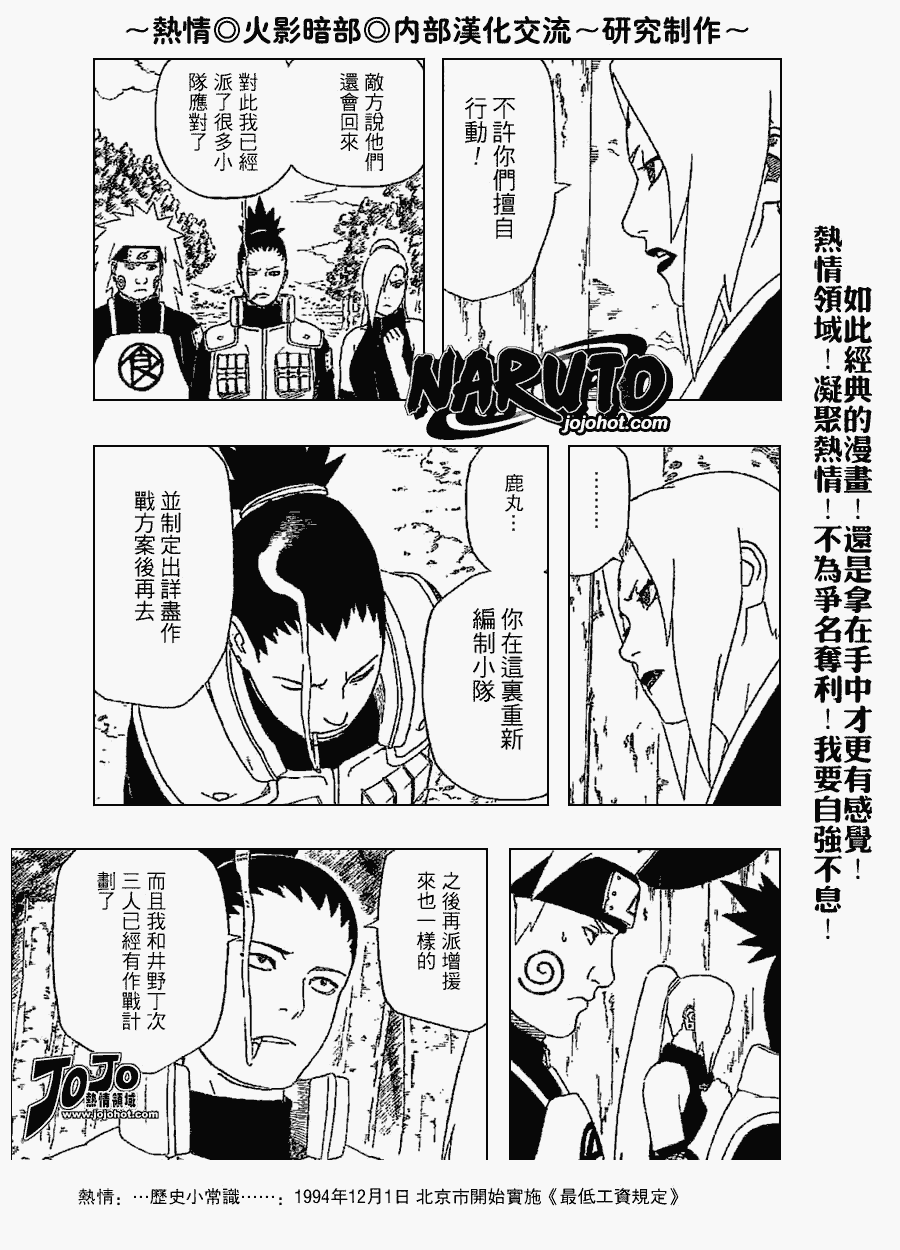 ～熱情◎火影暗部◎内部漢化交流～研究制作～
不許你們擅自
行動！
敵方說他們
還會回來
對此我已經
派了很多小
隊應對了
食
NARUTO
jojohot.com
如此經典的漫畫！還是拿在手中才更有感覺！
熱情領域！凝聚熱情！不為爭名奪利！我要自強不息！
………
鹿丸…
你在這裏重新
編制小隊
並制定出詳盡作
戰方案後再去
之後再派增援
來也一樣的
而且我和井野丁次
三人已經有作戰計
劃了
JOJO
熱情領域
www.jojohot.com
熱情：…歷史小常識……：1994年12月1日 北京市開始實施《最低工資規定》